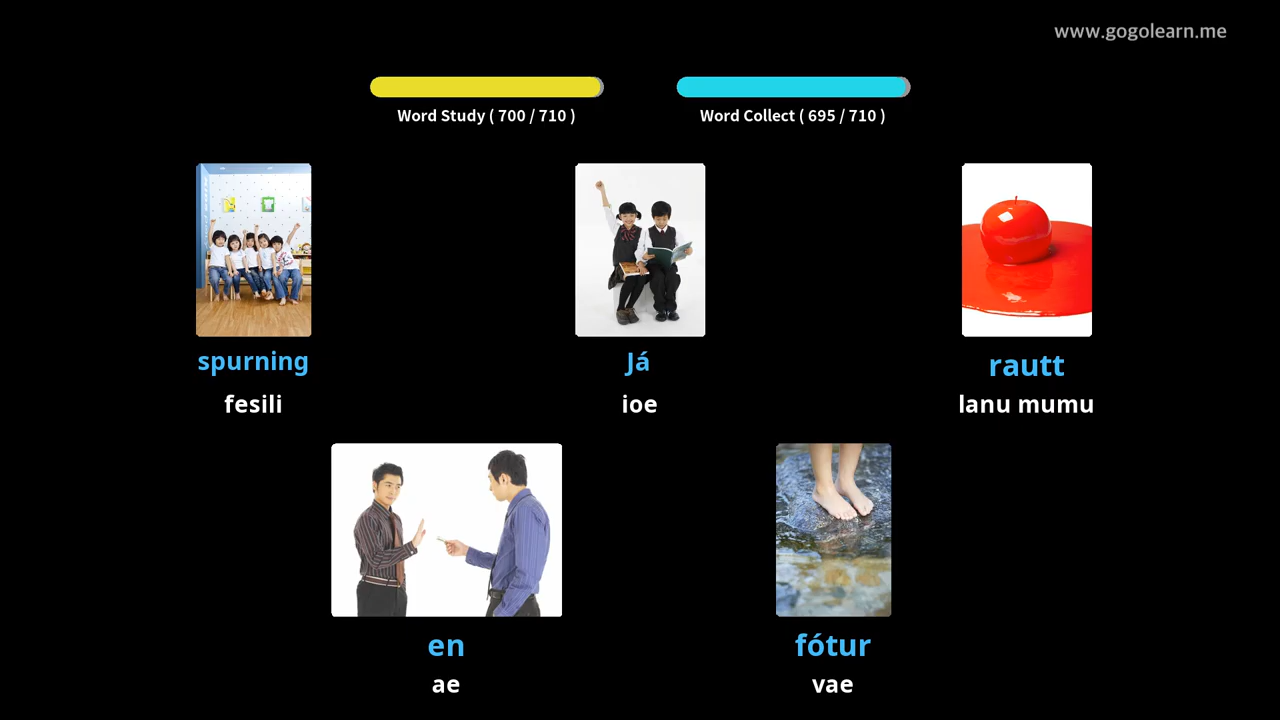 www.gogolearn.me
Word Study ( 700 / 710 )
Word Collect ( 695 / 710 )
spurning
Já
rautt
fesili
ioe
lanu mumu
en
fótur
ae
vae